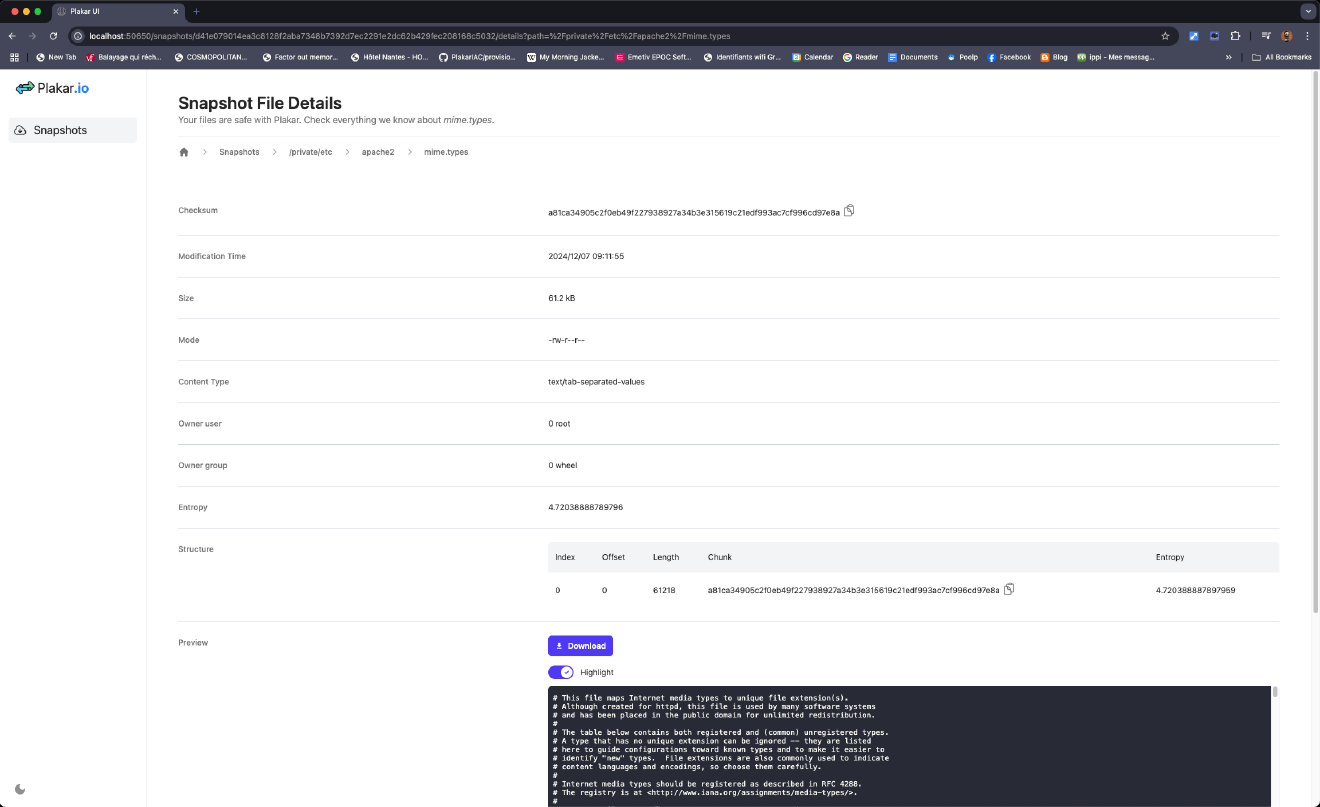 Plakar UI
localhost:50650/snapshots/d41e079014ea3c8128f2aba7348b7392d7ec2291e2dc62b429fec208168c5032/details?path=%2Fprivate%2Fetc%2Fapache2%2Fmime.types
New Tab
Balayage qui réch...
COSMOPOLITAN...
Factor out memor...
Hôtel Nantes - HO...
PlakarIAC/provisio...
My Morning Jacke...
Emotiv EPOC Soft...
Identifiants wifi Gr...
Calendar
Reader
Documents
Peolp
Facebook
Blog
ippi - Mes messag...
All Bookmarks
Plakar.io
Snapshots
Snapshot File Details
Your files are safe with Plakar. Check everything we know about mime.types.
Snapshots
/private/etc
apache2
mime.types
Checksum
a81ca34905c2f0eb49f227938927a34b3e315619c21edf993ac7cf996cd97e8a
Modification Time
2024/12/07 09:11:55
Size
61.2 kB
Mode
-rw-r--r--
Content Type
text/tab-separated-values
Owner user
0 root
Owner group
0 wheel
Entropy
4.72038888789796
Structure
Index Offset Length Chunk Entropy
0 0 61218 a81ca34905c2f0eb49f227938927a34b3e315619c21edf993ac7cf996cd97e8a 4.720388887897959
Preview
Download
Highlight
# This file maps Internet media types to unique file extension(s).
# Although created for httpd, this file is used by many software systems
# and has been placed in the public domain for unlimited redistribution.
#
# The table below contains both registered and (common) unregistered types.
# A type that has no unique extension can be ignored -- they are listed
# here to guide configurations toward known types and to make it easier to
# identify "new" types.  File extensions are also commonly used to indicate
# content languages and encodings, so choose them carefully.
#
# Internet media types should be registered as described in RFC 4288.
# The registry is at <http://www.iana.org/assignments/media-types/>.
#